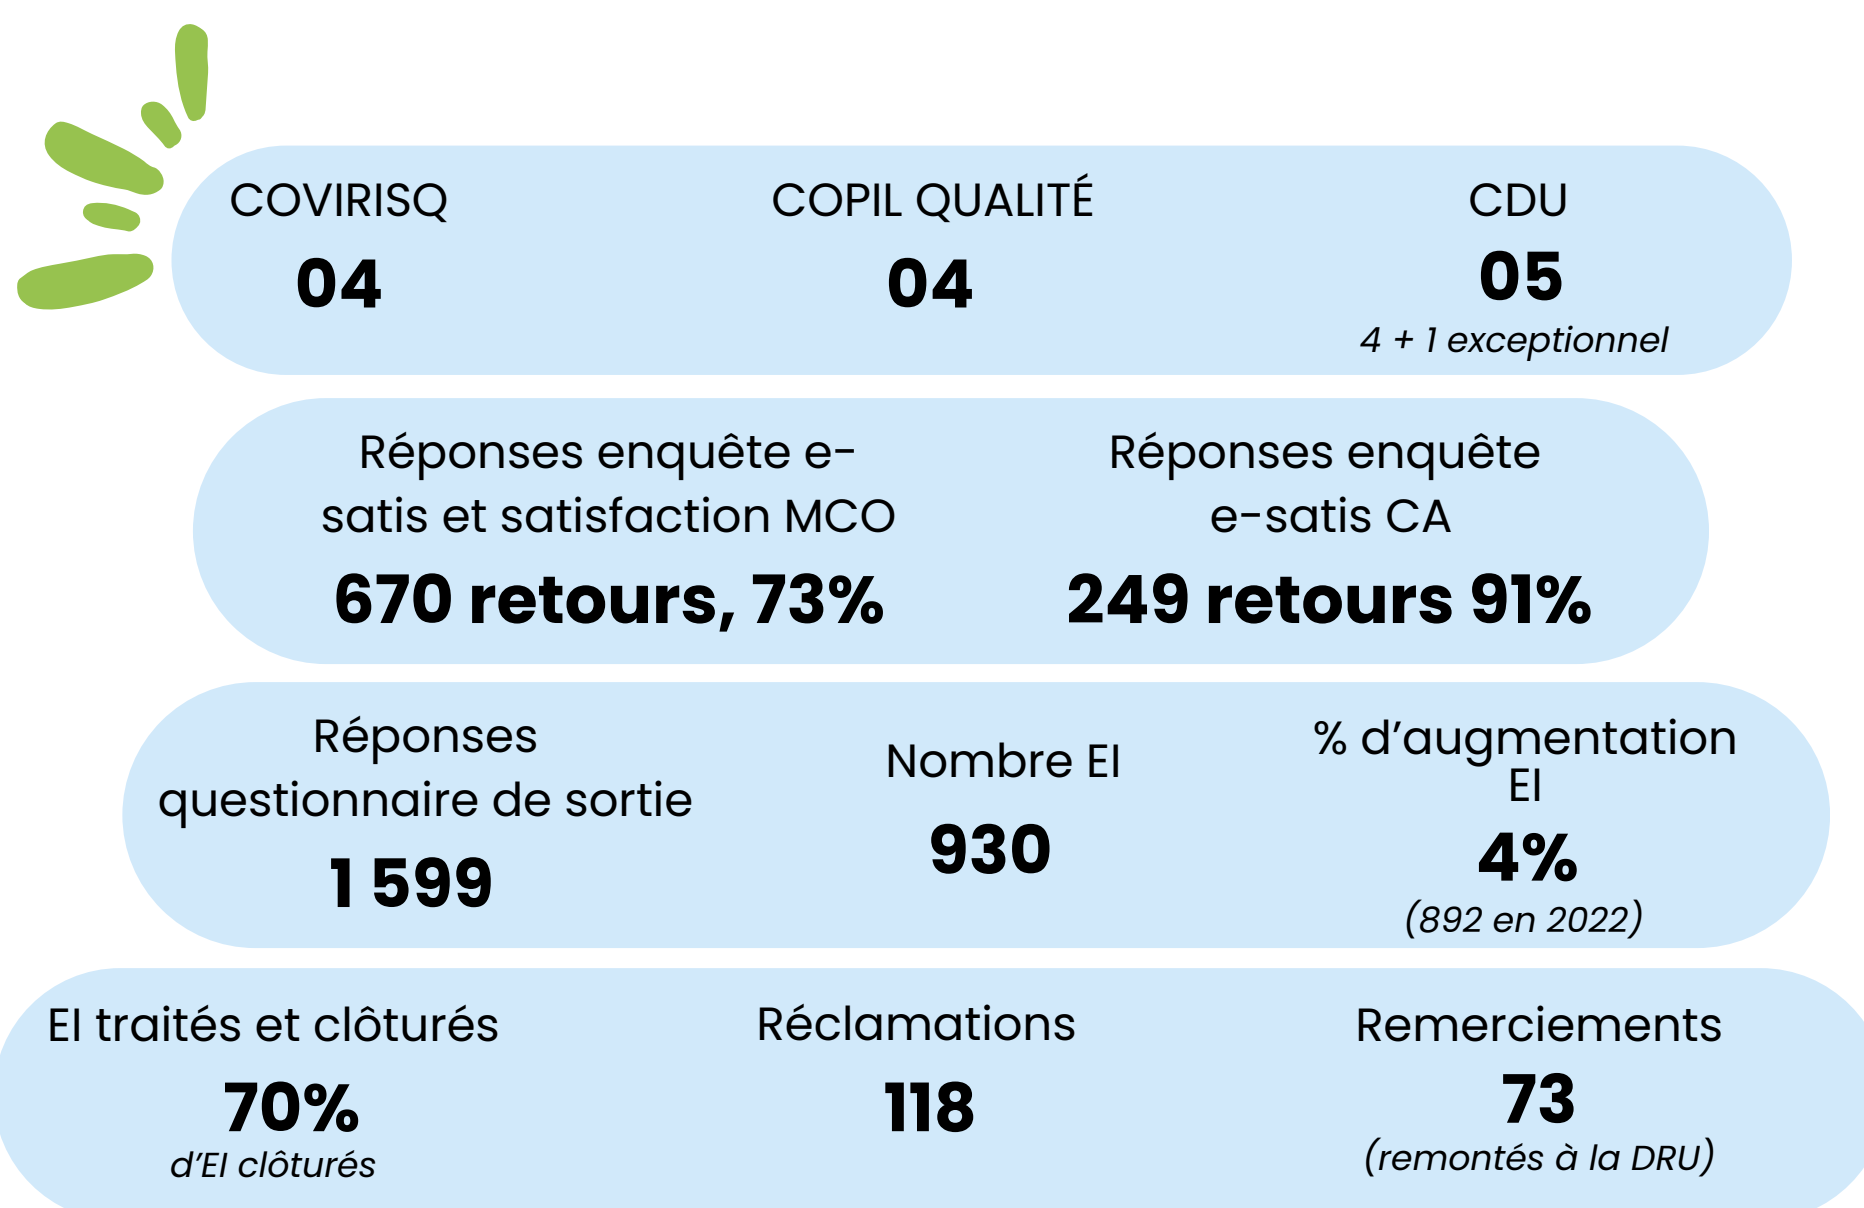 COVIRISQ
04
COPIL QUALITÉ
04
CDU
05
4 + 1 exceptionnel
Réponses enquête e-
satis et satisfaction MCO
670 retours, 73%
Réponses enquête
e-satis CA
249 retours 91%
Réponses
questionnaire de sortie
1 599
Nombre EI
930
% d’augmentation
EI
4%
(892 en 2022)
EI traités et clôturés
70%
d’EI clôturés
Réclamations
118
Remerciements
73
(remontés à la DRU)